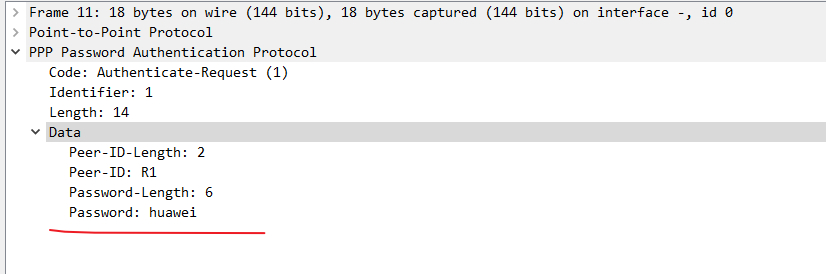 Frame 11: 18 bytes on wire (144 bits), 18 bytes captured (144 bits) on interface -, id 0
Point-to-Point Protocol
PPP Password Authentication Protocol
Code: Authenticate-Request (1)
Identifier: 1
Length: 14
Data
Peer-ID-Length: 2
Peer-ID: R1
Password-Length: 6
Password: huawei